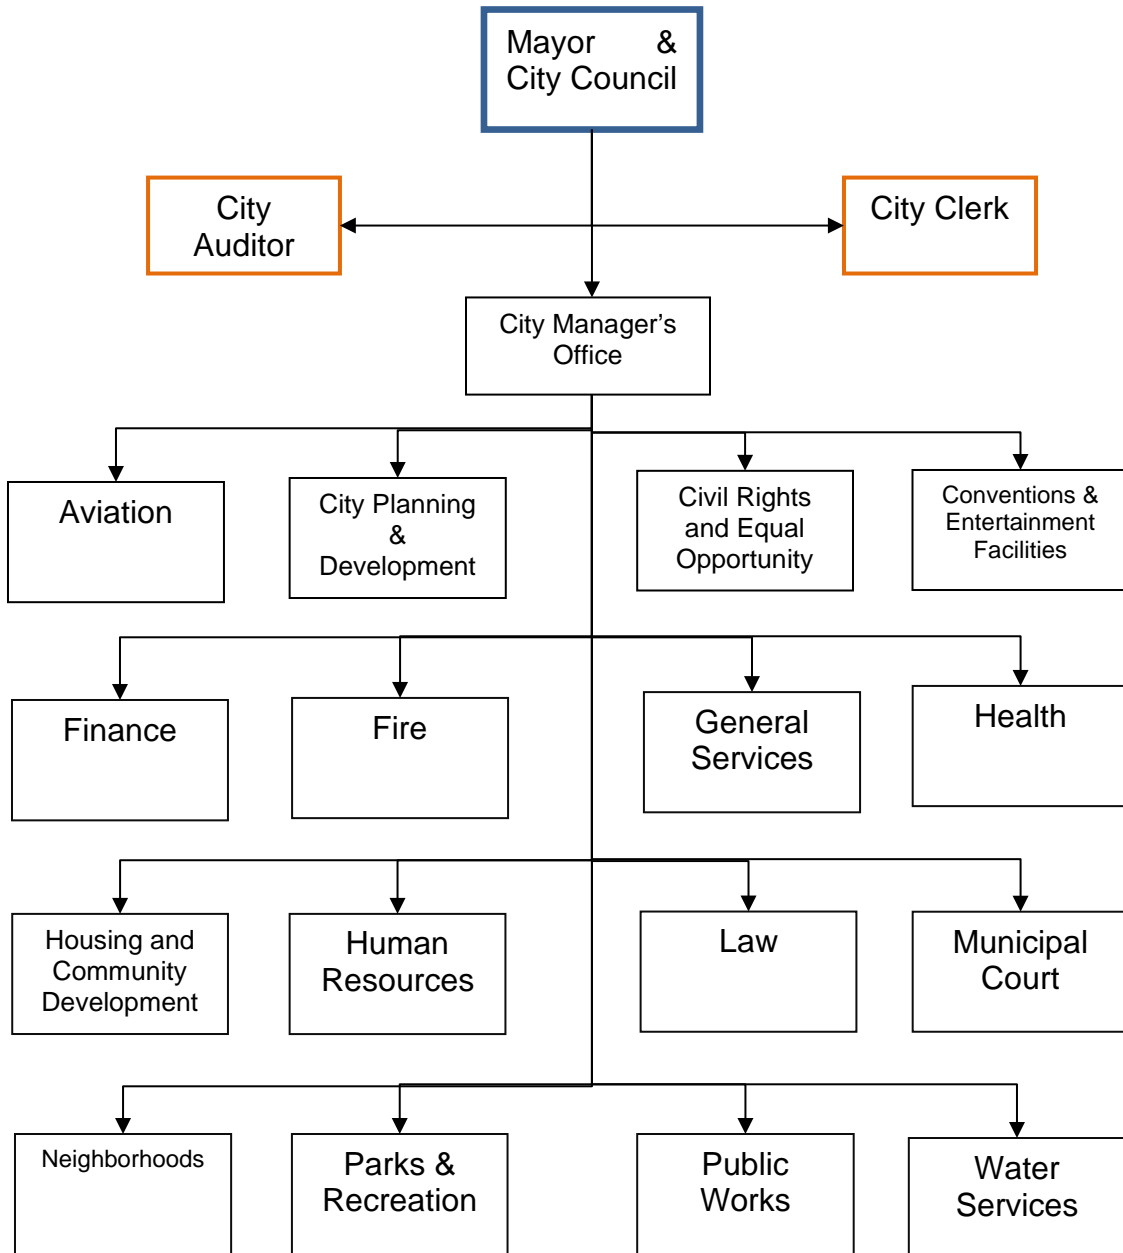 Mayor &
City Council
City
Auditor
City Clerk
City Manager’s
Office
Aviation
City Planning
&
Development
Civil Rights
and Equal
Opportunity
Conventions &
Entertainment
Facilities
Finance
Fire
General
Services
Health
Housing and
Community
Development
Human
Resources
Law
Municipal
Court
Neighborhoods
Parks &
Recreation
Public
Works
Water
Services